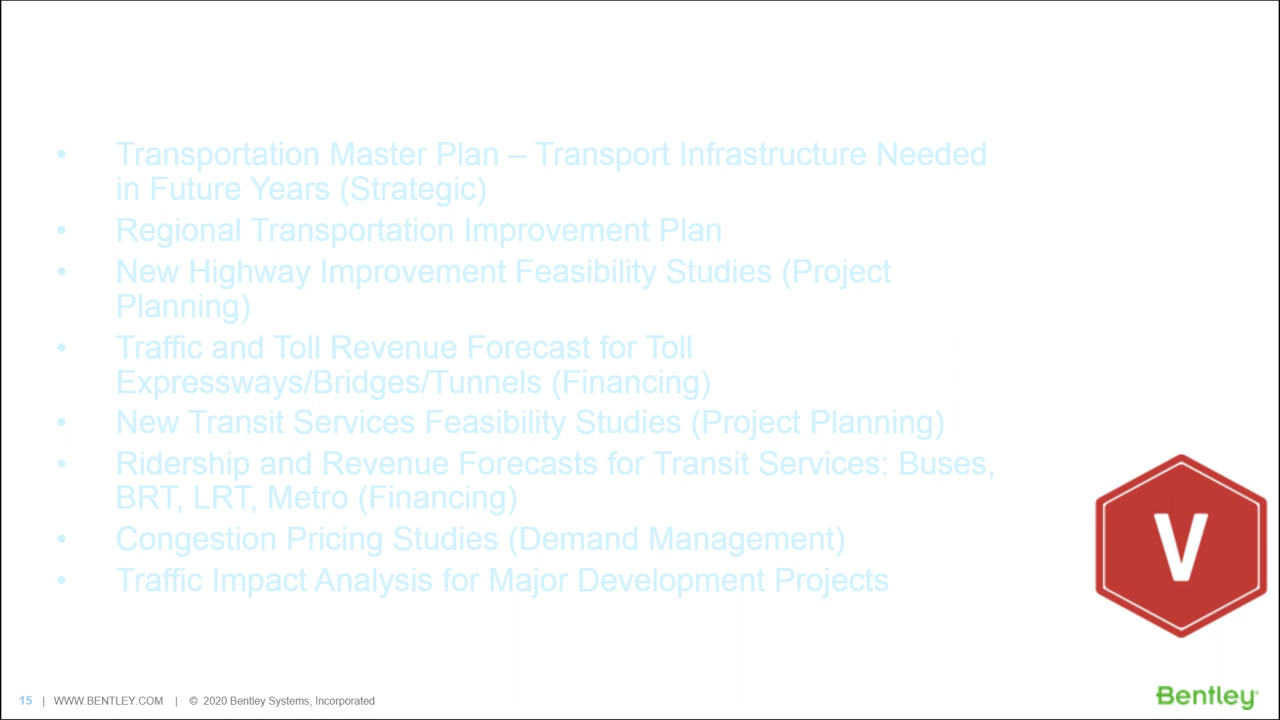 • Transportation Master Plan – Transport Infrastructure Needed
in Future Years (Strategic)
• Regional Transportation Improvement Plan
• New Highway Improvement Feasibility Studies (Project
Planning)
• Traffic and Toll Revenue Forecast for Toll
Expressways/Bridges/Tunnels (Financing)
• New Transit Services Feasibility Studies (Project Planning)
• Ridership and Revenue Forecasts for Transit Services: Buses,
BRT, LRT, Metro (Financing)
• Congestion Pricing Studies (Demand Management)
• Traffic Impact Analysis for Major Development Projects
V
15 | WWW.BENTLEY.COM | © 2020 Bentley Systems, Incorporated
Bentley®